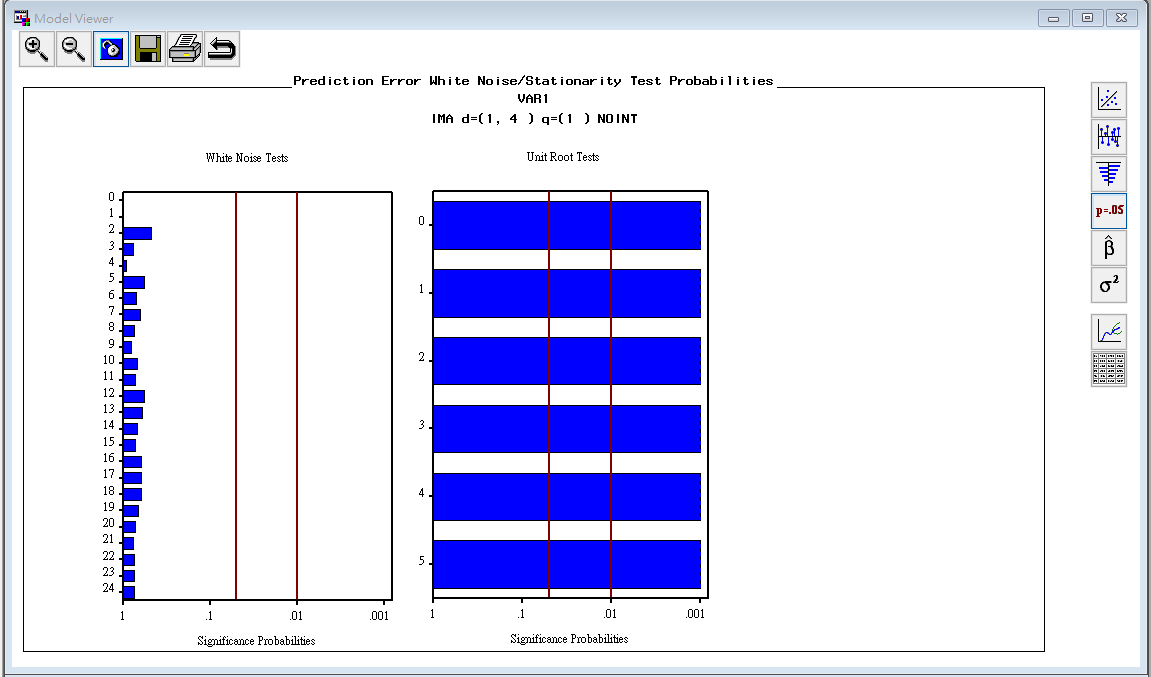 Model Viewer
Prediction Error White Noise/Stationarity Test Probabilities
VAR1
IMA d=(1, 4 ) q=(1 ) NOINT
White Noise Tests
0
1
2
3
4
5
6
7
8
9
10
11
12
13
14
15
16
17
18
19
20
21
22
23
24
1 .1 .01 .001
Significance Probabilities
Unit Root Tests
0
1
2
3
4
5
1 .1 .01 .001
Significance Probabilities
p=.05
β̂
σ²